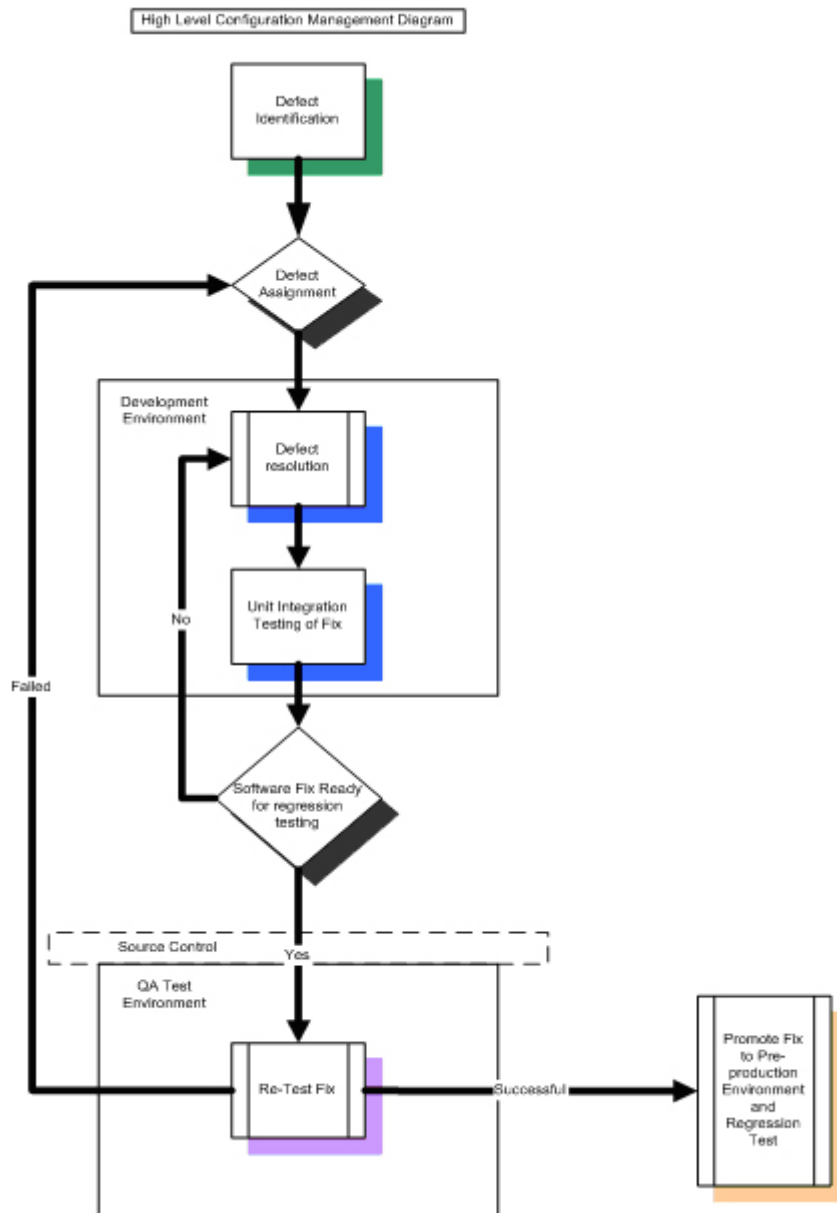 High Level Configuration Management Diagram
Defect
Identification
Defect
Assignment
Development
Environment
Defect
resolution
Unit Integration
Testing of Fix
No
Failed
Software Fix Ready
for regression
testing
Source Control
Yes
QA Test
Environment
Re-Test Fix
Successful
Promote Fix
to Pre-
production
Environment
and
Regression
Test